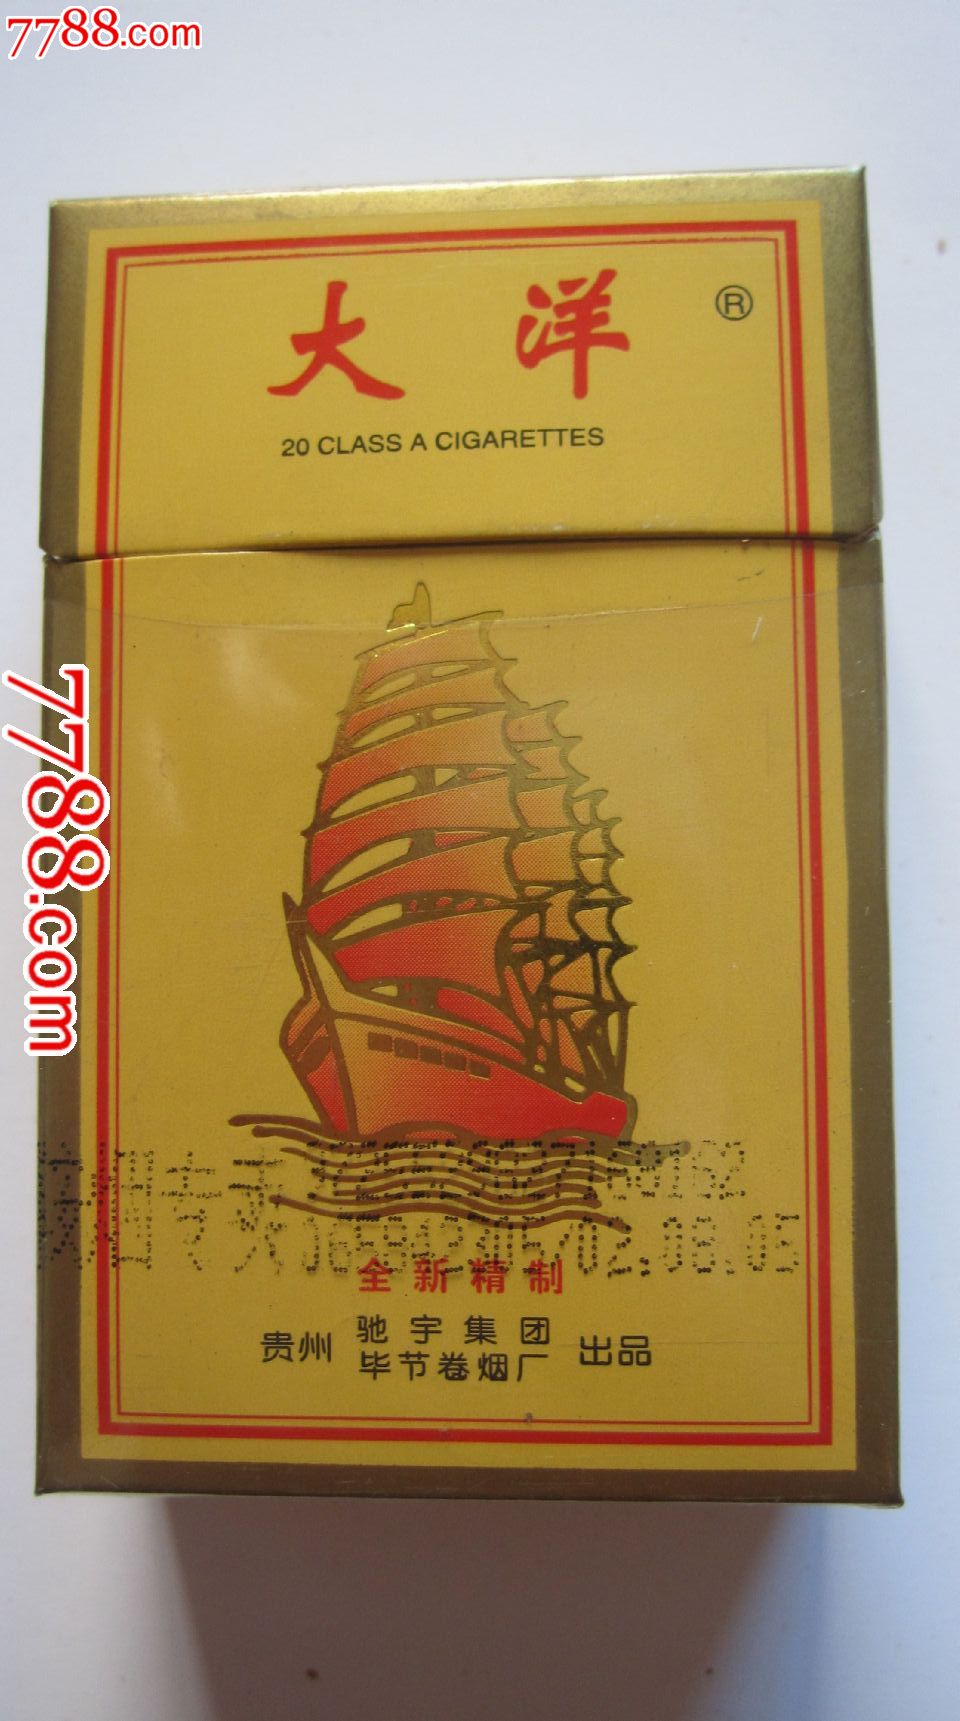 7788.com
大洋®
20 CLASS A CIGARETTES
7788.com
全新精制
贵州 驰宇集团
毕节卷烟厂 出品